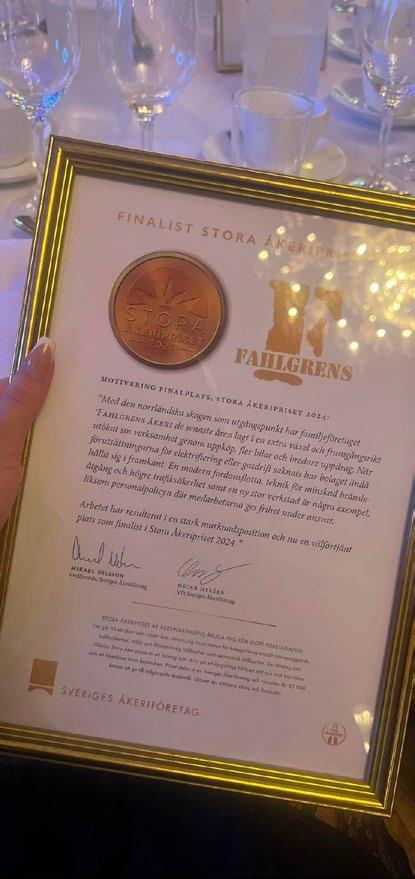 FINALIST STORA ÅKERIPRISET
STORA
ÅKERIPRISET
2024
FAHLGRENS
MOTIVERING FINALPLATS, STORA ÅKERIPRISET 2024:
"Med den norrländska skogen som utgångspunkt har familjeföretaget
FAHLGRENS ÅKERI de senaste åren lagt i en extra växel och framgångsrikt
utökat sin verksamhet genom uppköp, fler bilar och bredare uppdrag. När
förutsättningarna för elektrifiering eller gasdrift saknats har bolaget ändå
hållit sig i framkant. En modern fordonsflotta, teknik för minskad bränsle-
åtgång och högre trafiksäkerhet samt en ny stor verkstad är några exempel,
liksom personalpolicyn där medarbetarna ges frihet under ansvar.
Arbetet har resulterat i en stark marknadsposition och nu en välförtjänt
plats som finalist i Stora Åkeripriset 2024."
MIKAEL NILSSON
Ordförande, Sveriges Åkeriföretag
OSCAR HYLÉEN
VD, Sveriges Åkeriföretag
STORA ÅKERIPRISET ÄR ÅKERINÄRINGENS ÅRLIGA PRIS FÖR GOTT FÖRETAGANDE.
SVERIGES ÅKERIFÖRETAG